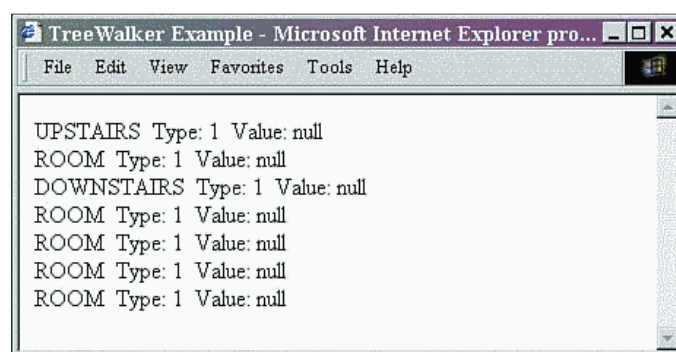 TreeWalker Example - Microsoft Internet Explorer pro...
File Edit View Favorites Tools Help
UPSTAIRS Type: 1 Value: null
ROOM Type: 1 Value: null
DOWNSTAIRS Type: 1 Value: null
ROOM Type: 1 Value: null
ROOM Type: 1 Value: null
ROOM Type: 1 Value: null
ROOM Type: 1 Value: null